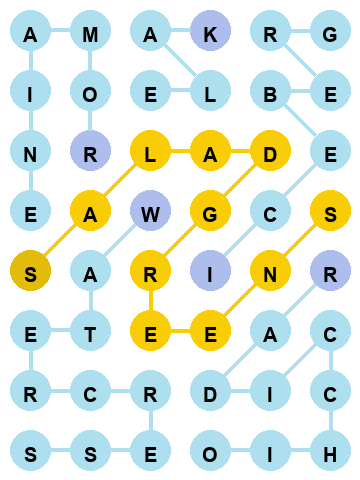 A M A K R G
I O E L B E
N R L A D E
E A W G C S
S A R I N R
E T E E A C
R C R D I C
S S E O I H